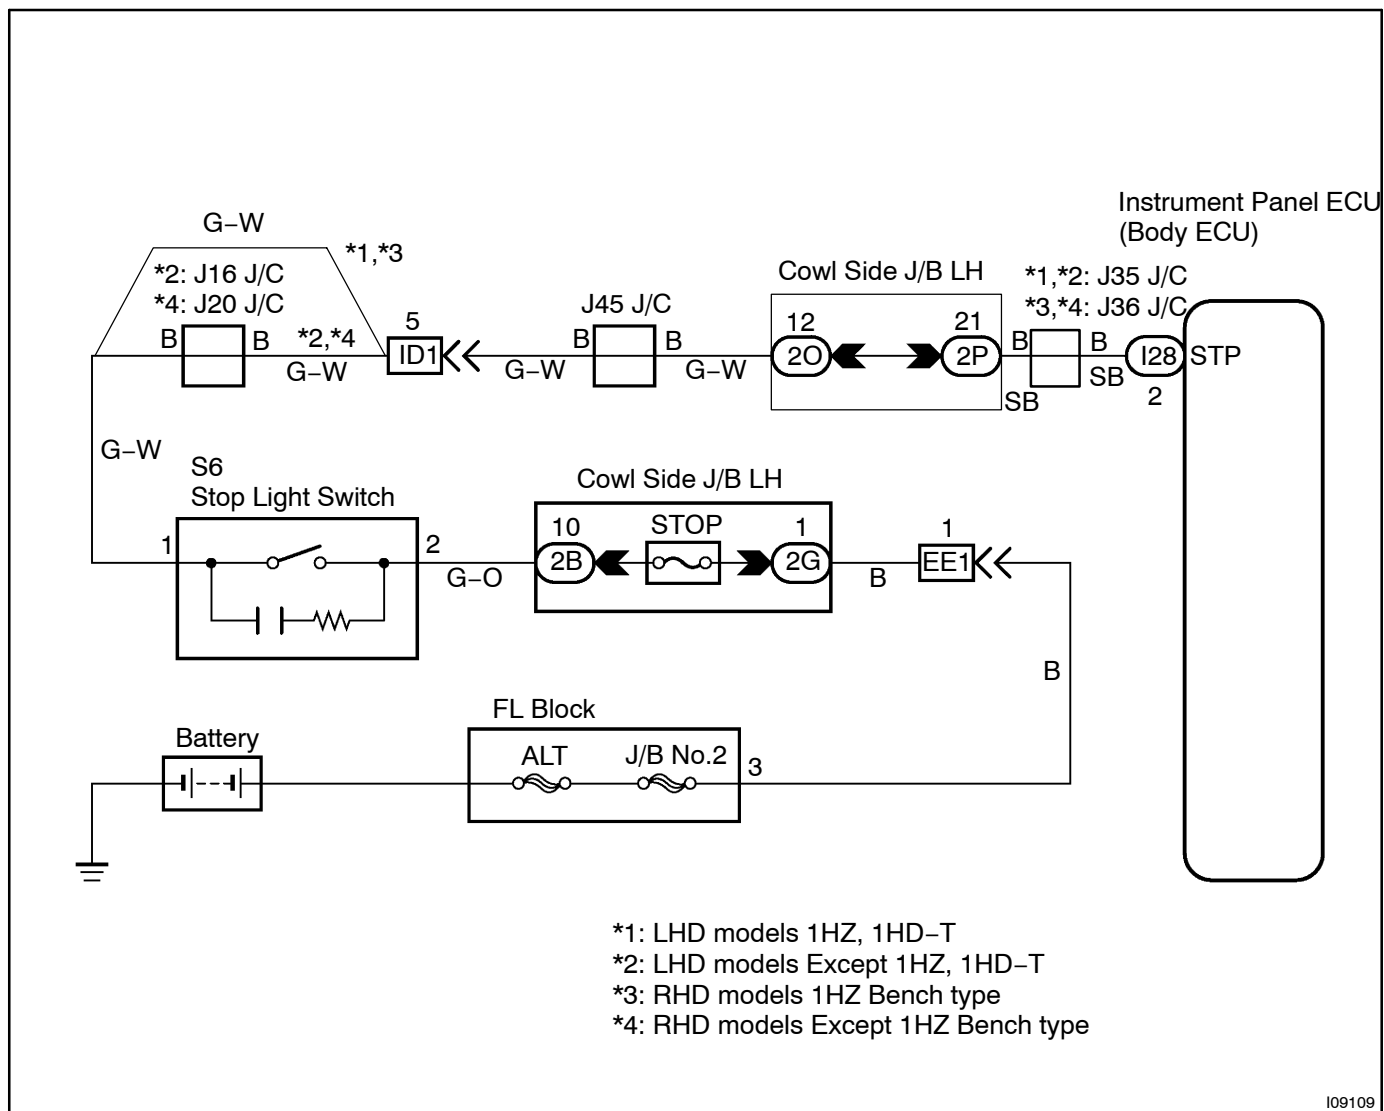 Instrument Panel ECU
(Body ECU)
G−W
*1,*3
*2: J16 J/C
*4: J20 J/C
Cowl Side J/B LH
*1,*2: J35 J/C
*3,*4: J36 J/C
J45 J/C
5
12
21
B
B
*2,*4
G−W
ID1
G−W
B
B
G−W
2O
2P
B
B
SB
SB
I28
STP
2
G−W
S6
Stop Light Switch
Cowl Side J/B LH
1
2
G−O
10
STOP
1
1
2B
2G
B
EE1
B
FL Block
Battery
ALT
J/B No.2
3
*1: LHD models 1HZ, 1HD−T
*2: LHD models Except 1HZ, 1HD−T
*3: RHD models 1HZ Bench type
*4: RHD models Except 1HZ Bench type
I09109